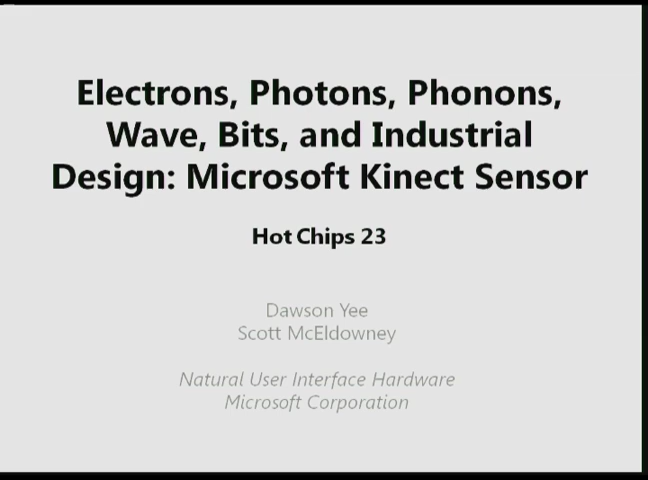 Electrons, Photons, Phonons,
Wave, Bits, and Industrial
Design: Microsoft Kinect Sensor
Hot Chips 23
Dawson Yee
Scott McEldowney
Natural User Interface Hardware
Microsoft Corporation